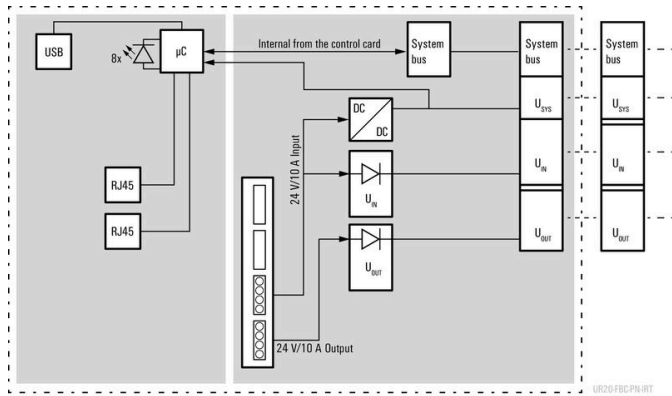 USB
8x
µC
Internal from the control card
System
bus
System
bus
System
bus
DC
DC
U_SYS
U_SYS
24 V/10 A Input
RJ45
U_IN
U_IN
U_IN
RJ45
U_OUT
U_OUT
U_OUT
24 V/10 A Output
UR20-FBC-PN-IRT